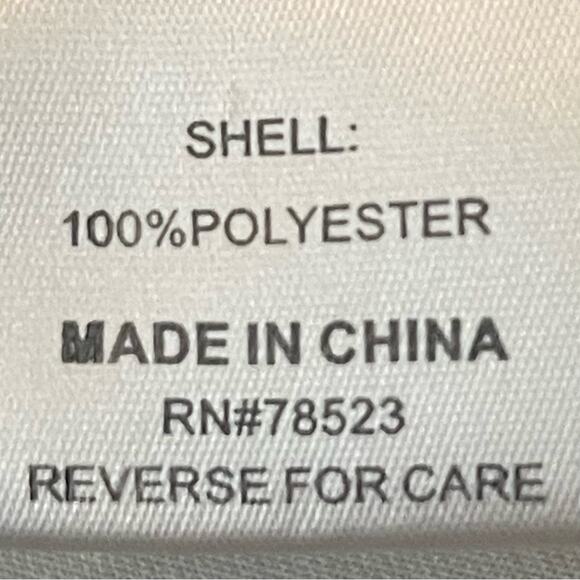 SHELL:
100%POLYESTER
MADE IN CHINA
RN#78523
REVERSE FOR CARE